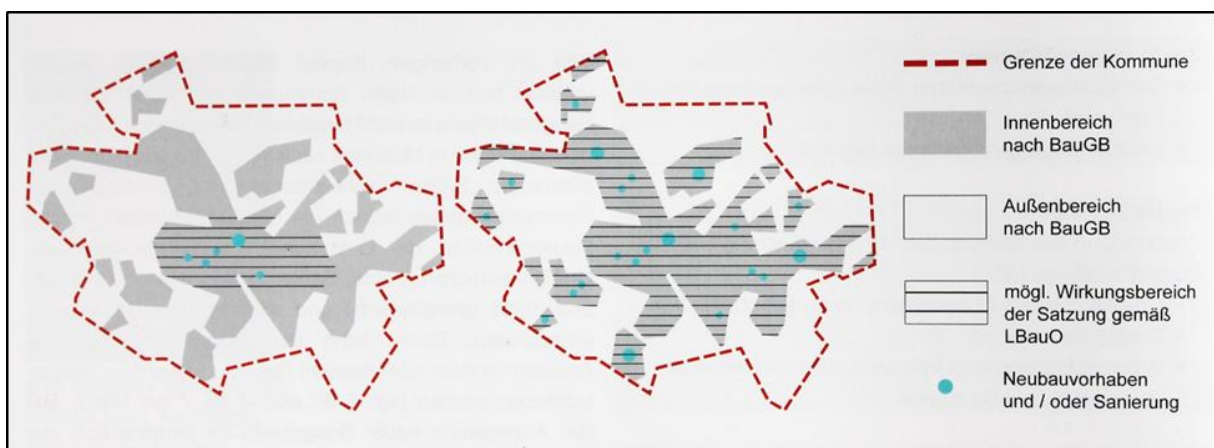 Grenze der Kommune
Innenbereich
nach BauGB
Außenbereich
nach BauGB
mögl. Wirkungsbereich
der Satzung gemäß
LBauO
Neubauvorhaben
und / oder Sanierung